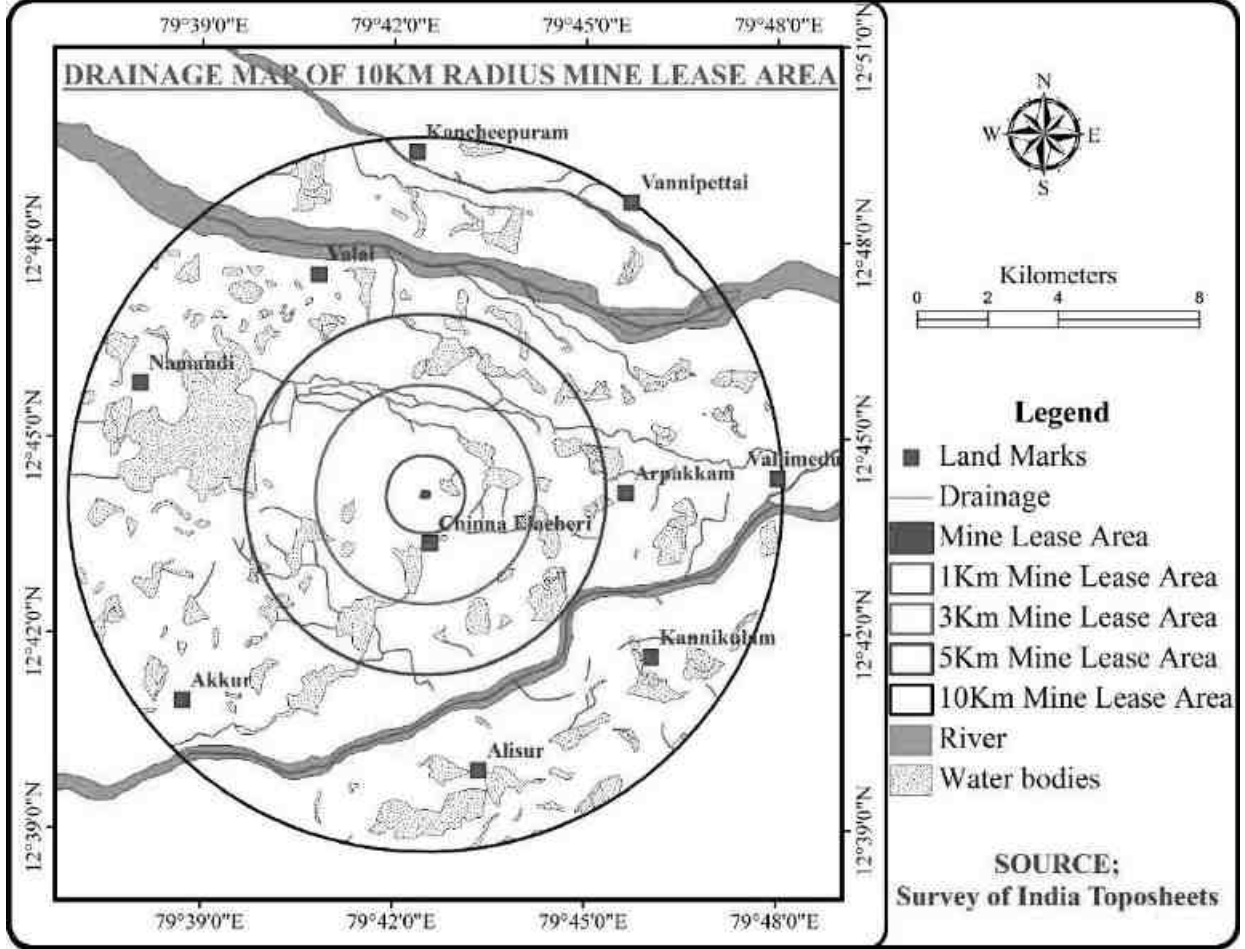 79°39'0"E 79°42'0"E 79°45'0"E 79°48'0"E
12°51'0"N
DRAINAGE MAP OF 10KM RADIUS MINE LEASE AREA
Kancheepuram
Vannipettai
12°48'0"N
12°48'0"N
Namandi
12°45'0"N
12°45'0"N
Arpakkam
Chinna
12°42'0"N
12°42'0"N
Kannikulam
Akkur
Alisur
12°39'0"N
12°39'0"N
79°39'0"E 79°42'0"E 79°45'0"E 79°48'0"E
N
W E
S
Kilometers
0 2 4 8
Legend
Land Marks
Drainage
Mine Lease Area
1Km Mine Lease Area
3Km Mine Lease Area
5Km Mine Lease Area
10Km Mine Lease Area
River
Water bodies
SOURCE;
Survey of India Toposheets